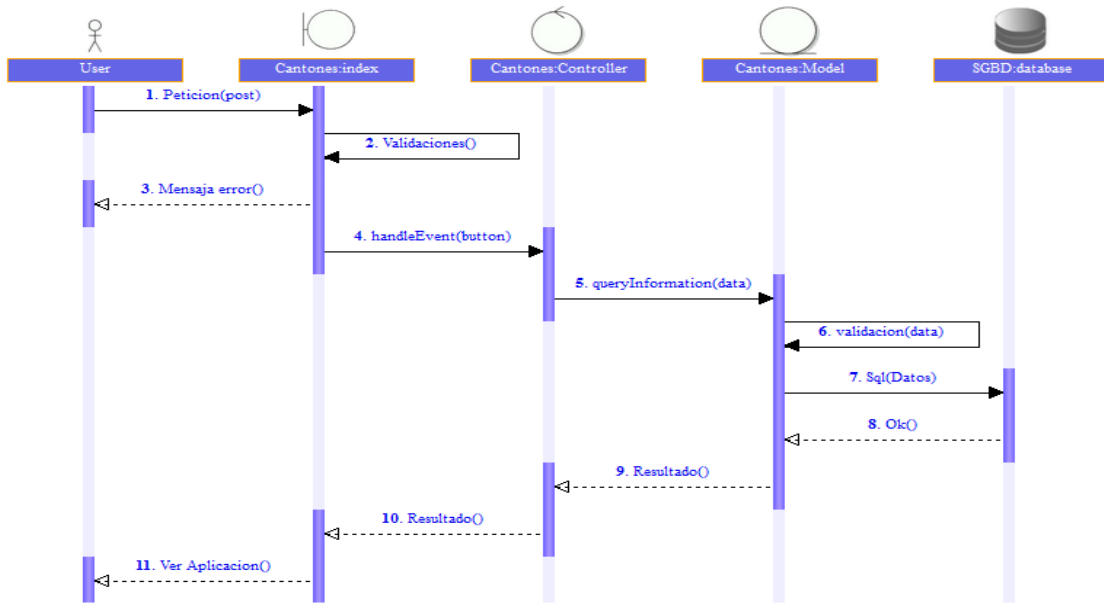 User
Cantones:index
Cantones:Controller
Cantones:Model
SGBD:database
1. Peticion(post)
2. Validaciones()
3. Mensaja error()
4. handleEvent(button)
5. queryInformation(data)
6. validacion(data)
7. Sql(Datos)
8. Ok()
9. Resultado()
10. Resultado()
11. Ver Aplicacion()